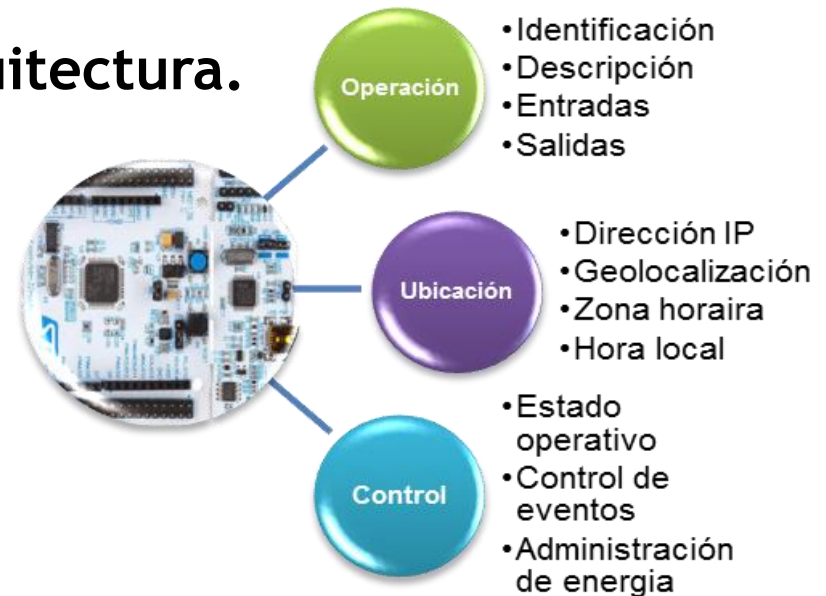 uitectura.
Operación
•Identificación
•Descripción
•Entradas
•Salidas
Ubicación
•Dirección IP
•Geolocalización
•Zona horaira
•Hora local
Control
•Estado
operativo
•Control de
eventos
•Administración
de energia